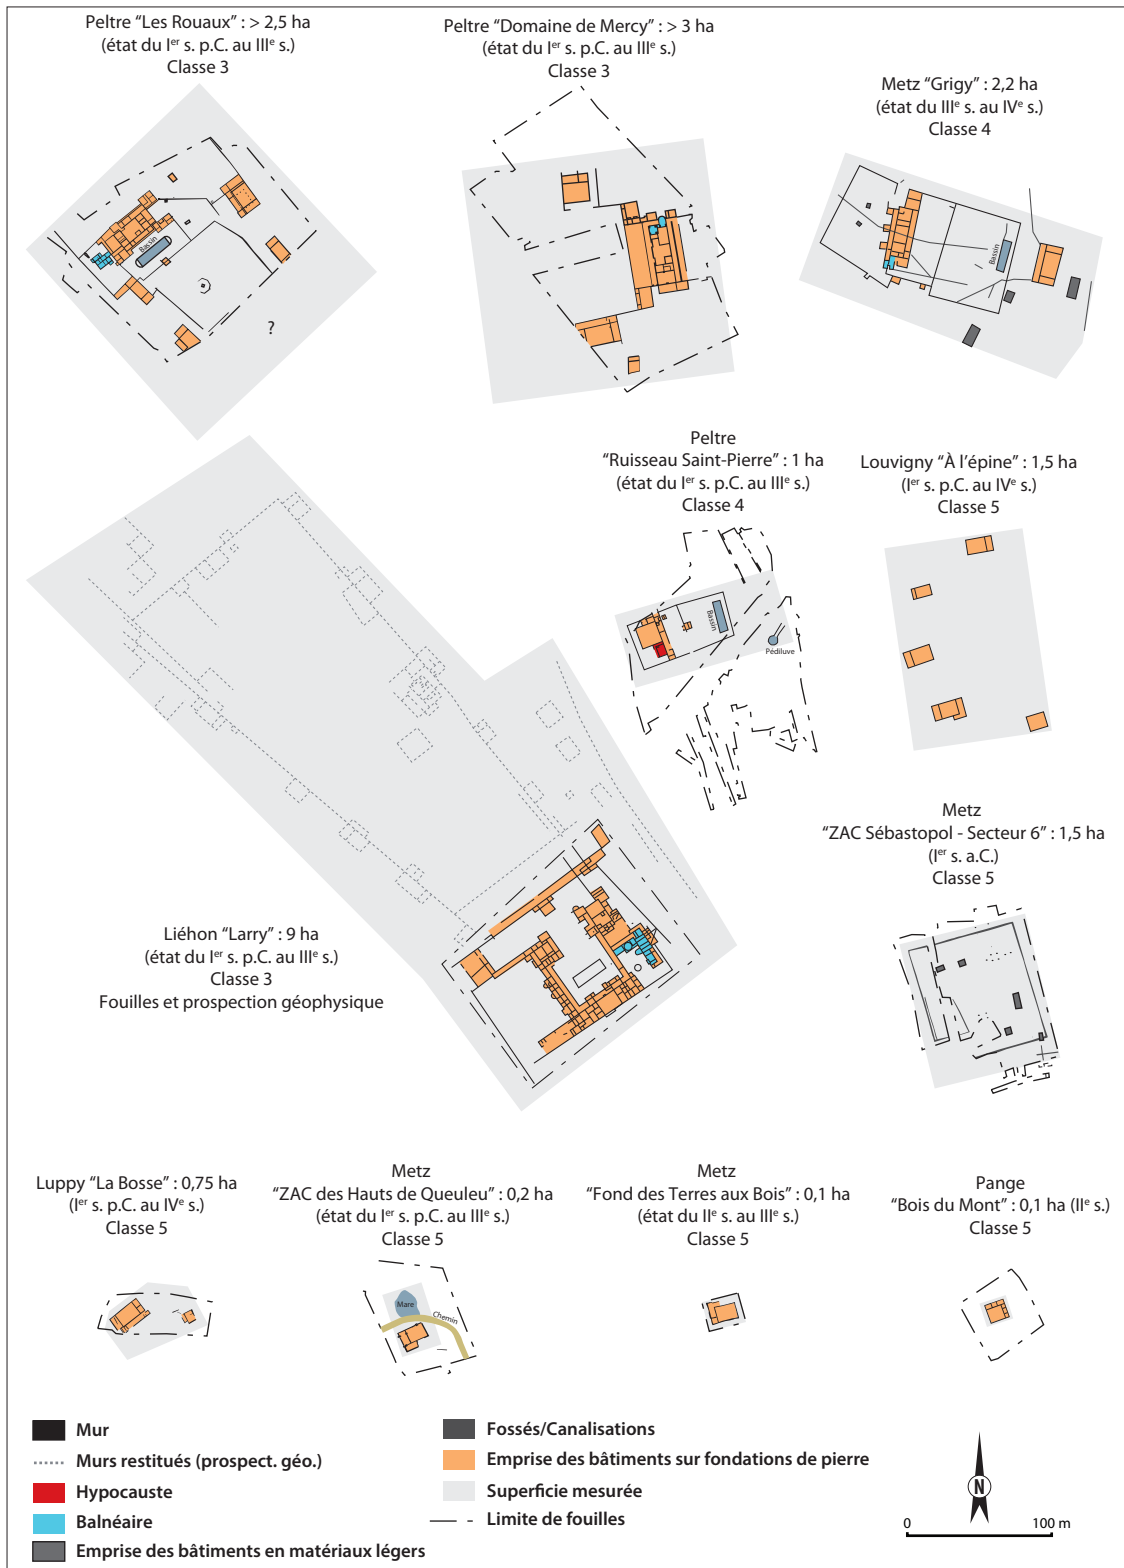 Peltre “Les Rouaux” : > 2,5 ha
(état du Ier s. p.C. au IIIe s.)
Classe 3
Bassin
?
Peltre “Domaine de Mercy” : > 3 ha
(état du Ier s. p.C. au IIIe s.)
Classe 3
Metz “Grigy” : 2,2 ha
(état du IIIe s. au IVe s.)
Classe 4
Bassin
Peltre
“Ruisseau Saint-Pierre” : 1 ha
(état du Ier s. p.C. au IIIe s.)
Classe 4
Bassin
Pédiluve
Louvigny “À l’épine” : 1,5 ha
(Ier s. p.C. au IVe s.)
Classe 5
Liéhon “Larry” : 9 ha
(état du Ier s. p.C. au IIIe s.)
Classe 3
Fouilles et prospection géophysique
Metz
“ZAC Sébastopol - Secteur 6” : 1,5 ha
(Ier s. a.C.)
Classe 5
Luppy “La Bosse” : 0,75 ha
(Ier s. p.C. au IVe s.)
Classe 5
Metz
“ZAC des Hauts de Queuleu” : 0,2 ha
(état du Ier s. p.C. au IIIe s.)
Classe 5
Mare
Chemin
Metz
“Fond des Terres aux Bois” : 0,1 ha
(état du IIe s. au IIIe s.)
Classe 5
Pange
“Bois du Mont” : 0,1 ha (IIe s.)
Classe 5
Mur
Murs restitués (prospect. géo.)
Hypocauste
Balnéaire
Emprise des bâtiments en matériaux légers
Fossés/Canalisations
Emprise des bâtiments sur fondations de pierre
Superficie mesurée
Limite de fouilles
N
0 100 m